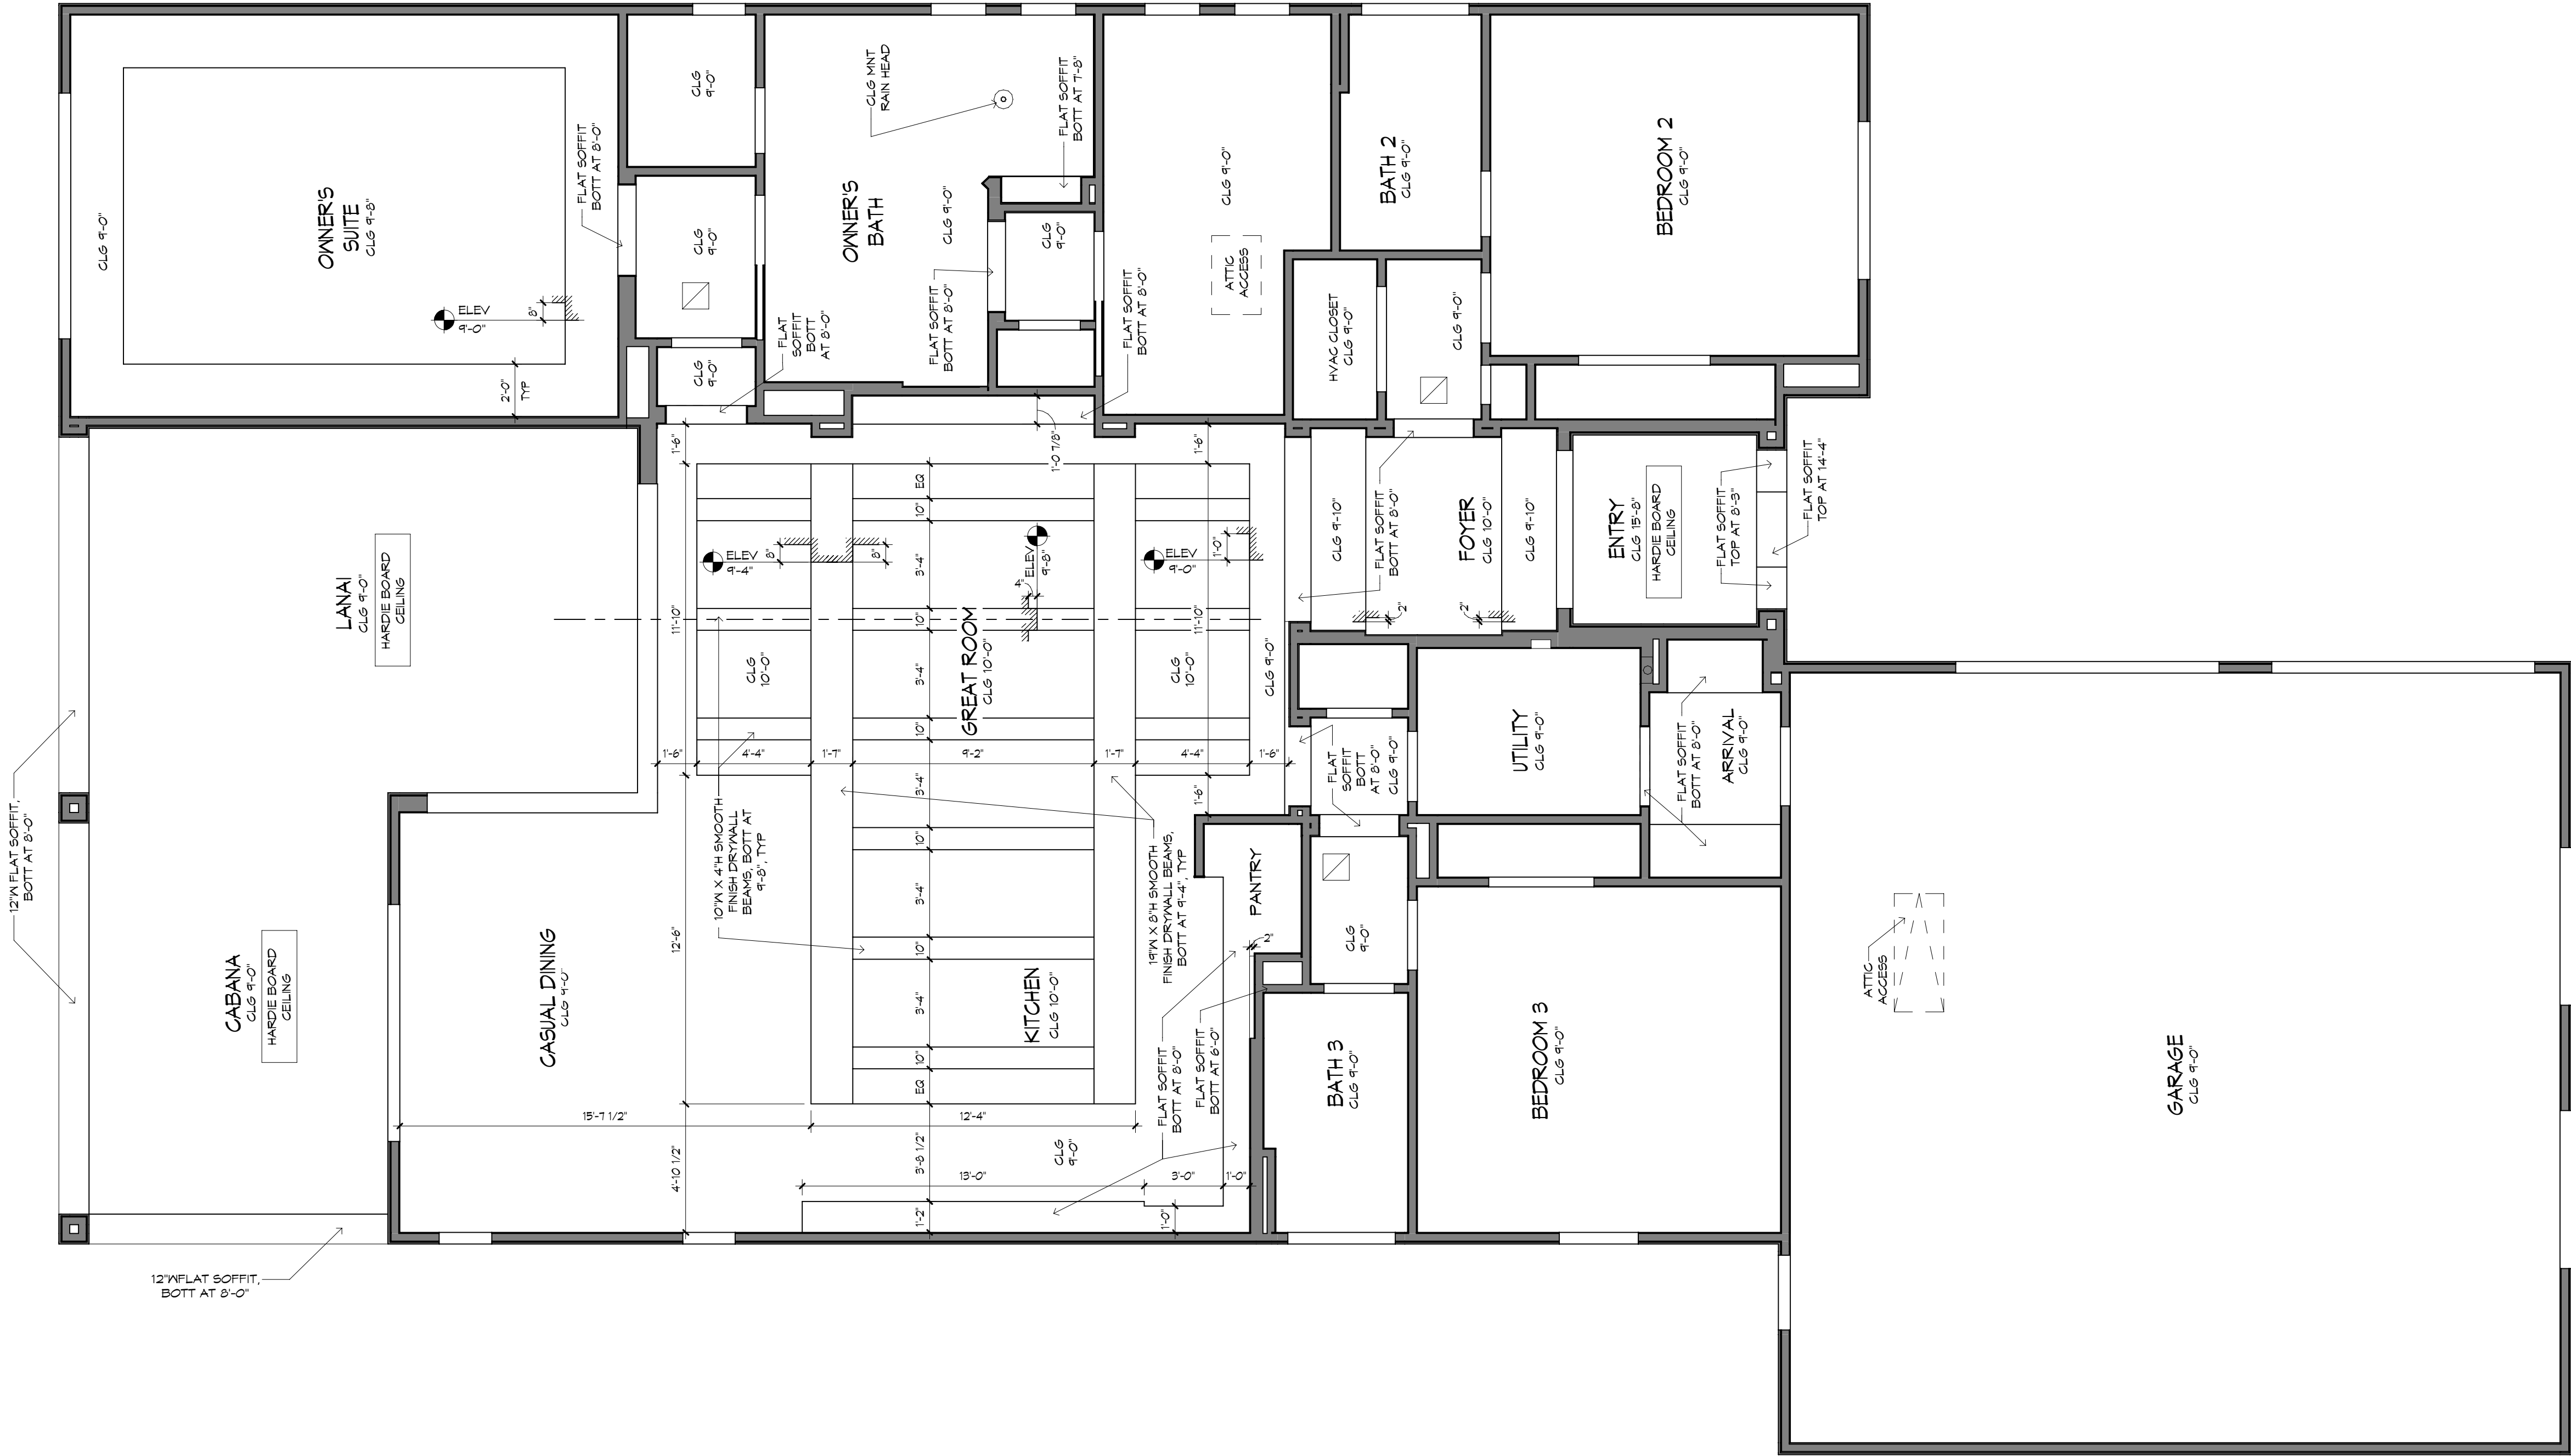 CLG 9'-0"
OWNER'S
SUITE
CLG 9'-8"
ELEV
9'-0"
8"
2'-0"
TYP
FLAT SOFFIT
BOTT AT 8'-0"
CLG
9'-0"
CLG
9'-0"
CLG
9'-0"
FLAT
SOFFIT
BOTT
AT 8'-0"
CLG MNT
RAIN HEAD
OWNER'S
BATH
CLG 9'-0"
FLAT SOFFIT
BOTT AT 8'-0"
FLAT SOFFIT
BOTT AT 7'-8"
CLG
9'-0"
FLAT SOFFIT
BOTT AT 8'-0"
CLG 9'-0"
ATTIC
ACCESS
BATH 2
CLG 9'-0"
BEDROOM 2
CLG 9'-0"
HVAC CLOSET
CLG 9'-0"
CLG 9'-0"
LANAI
CLG 9'-0"
HARDIE BOARD
CEILING
12"W FLAT SOFFIT,
BOTT AT 8'-0"
CABANA
CLG 9'-0"
HARDIE BOARD
CEILING
12"WFLAT SOFFIT,
BOTT AT 8'-0"
CASUAL DINING
CLG 9'-0"
1'-6"
11'-10"
12'-6"
4'-10 1/2"
ELEV
9'-4"
8"
8"
CLG
10'-0"
10"W X 4"H SMOOTH
FINISH DRYWALL
BEAMS, BOTT AT
9'-8", TYP
EQ
10"
3'-4"
10"
3'-4"
10"
3'-4"
10"
3'-4"
10"
3'-4"
10"
EQ
3'-8 1/2"
1'-2"
GREAT ROOM
CLG 10'-0"
4"
ELEV
9'-8"
1'-0 7/8"
1'-6"
4'-4"
1'-7"
9'-2"
1'-7"
4'-4"
1'-6"
1'-6"
11'-10"
1'-6"
ELEV
9'-0"
1'-0"
CLG
10'-0"
CLG 9'-0"
19"W X 8"H SMOOTH
FINISH DRYWALL BEAMS,
BOTT AT 9'-4", TYP
KITCHEN
CLG 10'-0"
15'-7 1/2"
12'-4"
CLG
9'-0"
13'-0"
3'-0"
1'-0"
1'-0"
FLAT SOFFIT
BOTT AT 8'-0"
FLAT SOFFIT
BOTT AT 6'-0"
2"
PANTRY
CLG 9'-10"
FLAT SOFFIT
BOTT AT 8'-0"
FOYER
CLG 10'-0"
CLG 9'-10"
2"
2"
ENTRY
CLG 15'-8"
HARDIE BOARD
CEILING
FLAT SOFFIT
TOP AT 8'-3"
FLAT SOFFIT
TOP AT 14'-4"
FLAT
SOFFIT
BOTT
AT 8'-0"
CLG 9'-0"
UTILITY
CLG 9'-0"
FLAT SOFFIT
BOTT AT 8'-0"
ARRIVAL
CLG 9'-0"
CLG
9'-0"
BATH 3
CLG 9'-0"
BEDROOM 3
CLG 9'-0"
ATTIC
ACCESS
GARAGE
CLG 9'-0"